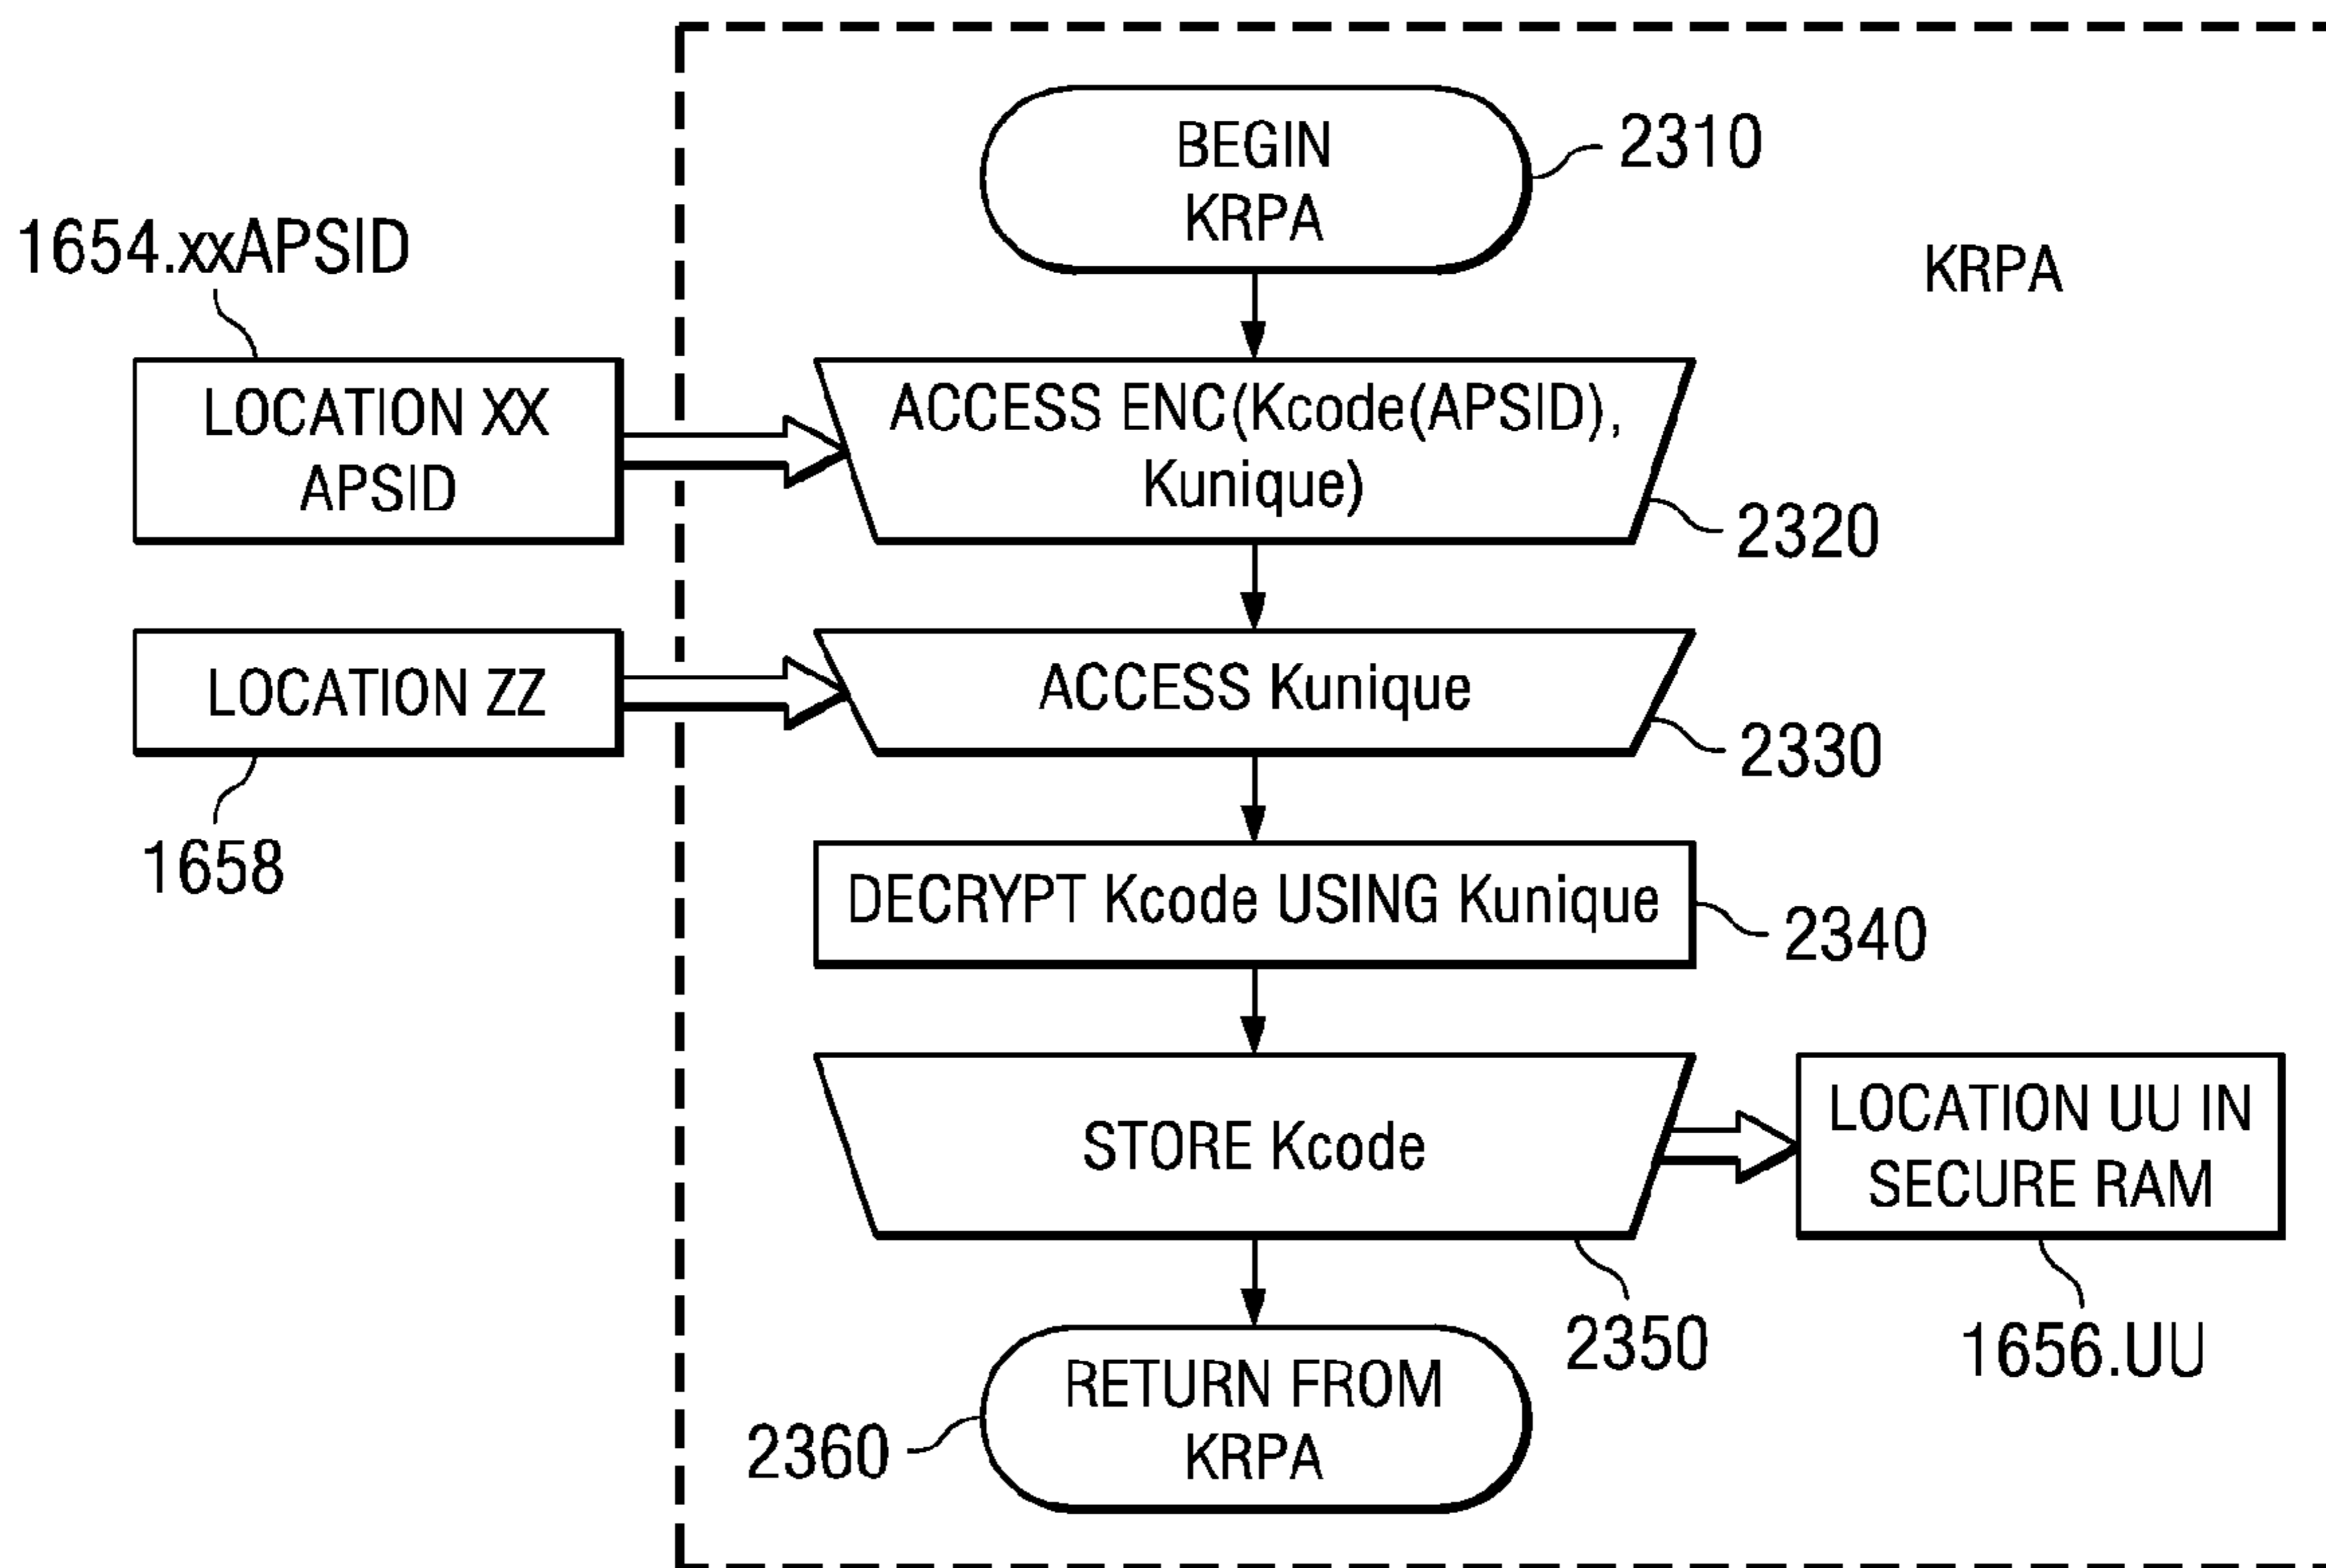 BEGIN
KRPA
2310
KRPA
1654.xxAPSID
LOCATION XX
APSID
ACCESS ENC(Kcode(APSID),
Kunique)
2320
LOCATION ZZ
1658
ACCESS Kunique
2330
DECRYPT Kcode USING Kunique
2340
STORE Kcode
2350
LOCATION UU IN
SECURE RAM
1656.UU
RETURN FROM
KRPA
2360